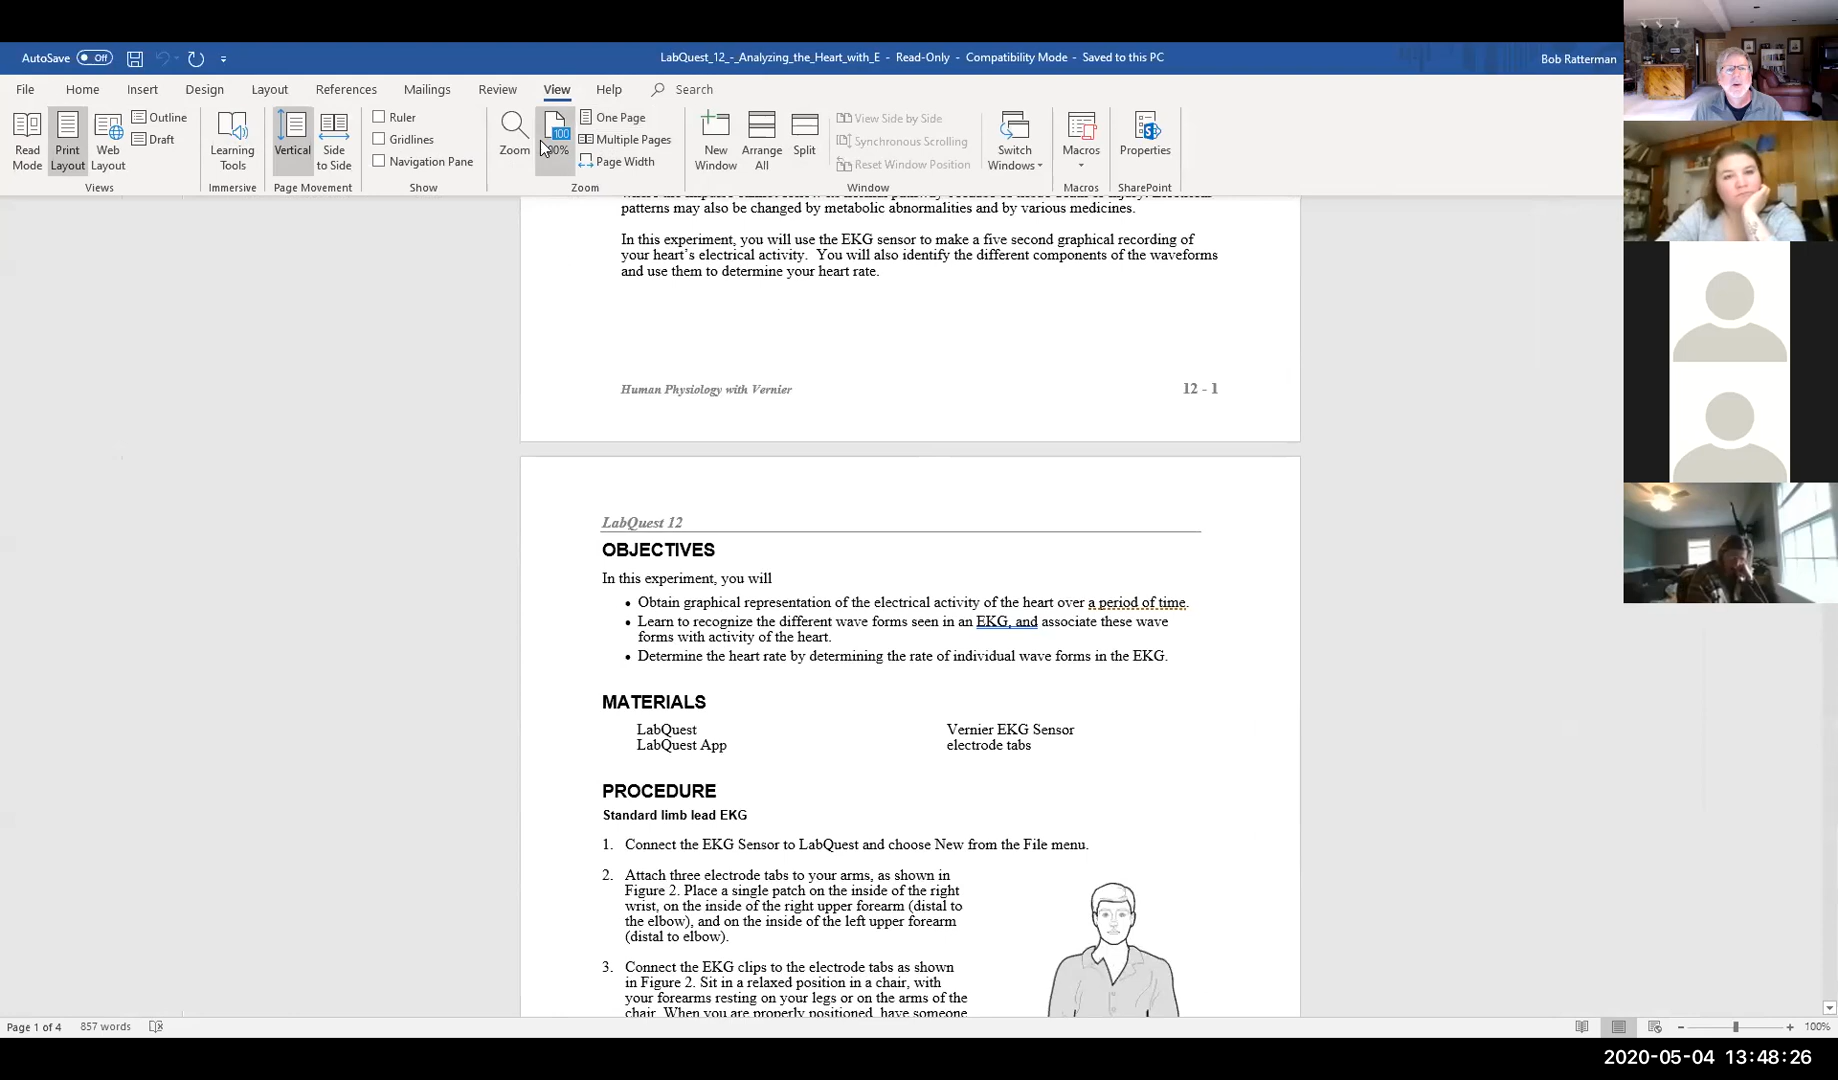 AutoSave Off
LabQuest_12_-_Analyzing_the_Heart_with_E - Read-Only - Compatibility Mode - Saved to this PC
Bob Ratterman
File Home Insert Design Layout References Mailings Review View Help Search
Read Mode
Print Layout
Web Layout
Outline
Draft
Views
Learning Tools
Immersive
Vertical
Side to Side
Page Movement
Ruler
Gridlines
Navigation Pane
Show
Zoom
100
One Page
Multiple Pages
Page Width
Zoom
New Window
Arrange All
Split
View Side by Side
Synchronous Scrolling
Reset Window Position
Window
Switch Windows
Macros
Macros
Properties
SharePoint
patterns may also be changed by metabolic abnormalities and by various medicines.
In this experiment, you will use the EKG sensor to make a five second graphical recording of
your heart's electrical activity. You will also identify the different components of the waveforms
and use them to determine your heart rate.
Human Physiology with Vernier 12 - 1
LabQuest 12
OBJECTIVES
In this experiment, you will
• Obtain graphical representation of the electrical activity of the heart over a period of time.
• Learn to recognize the different wave forms seen in an EKG, and associate these wave
forms with activity of the heart.
• Determine the heart rate by determining the rate of individual wave forms in the EKG.
MATERIALS
LabQuest Vernier EKG Sensor
LabQuest App electrode tabs
PROCEDURE
Standard limb lead EKG
1. Connect the EKG Sensor to LabQuest and choose New from the File menu.
2. Attach three electrode tabs to your arms, as shown in
Figure 2. Place a single patch on the inside of the right
wrist, on the inside of the right upper forearm (distal to
the elbow), and on the inside of the left upper forearm
(distal to elbow).
3. Connect the EKG clips to the electrode tabs as shown
in Figure 2. Sit in a relaxed position in a chair, with
your forearms resting on your legs or on the arms of the
chair. When you are properly positioned, have someone
Page 1 of 4 857 words 100%
2020-05-04 13:48:26